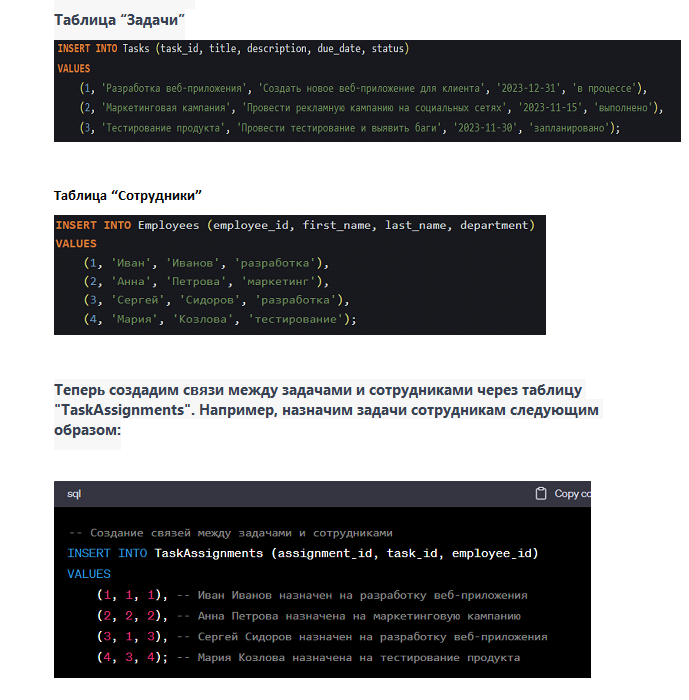 Таблица “Задачи”
INSERT INTO Tasks (task_id, title, description, due_date, status)
VALUES
(1, 'Разработка веб-приложения', 'Создать новое веб-приложение для клиента', '2023-12-31', 'в процессе'),
(2, 'Маркетинговая кампания', 'Провести рекламную кампанию на социальных сетях', '2023-11-15', 'выполнено'),
(3, 'Тестирование продукта', 'Провести тестирование и выявить баги', '2023-11-30', 'запланировано');
Таблица “Сотрудники”
INSERT INTO Employees (employee_id, first_name, last_name, department)
VALUES
(1, 'Иван', 'Иванов', 'разработка'),
(2, 'Анна', 'Петрова', 'маркетинг'),
(3, 'Сергей', 'Сидоров', 'разработка'),
(4, 'Мария', 'Козлова', 'тестирование');
Теперь создадим связи между задачами и сотрудниками через таблицу
"TaskAssignments". Например, назначим задачи сотрудникам следующим
образом:
sql Copy co
-- Создание связей между задачами и сотрудниками
INSERT INTO TaskAssignments (assignment_id, task_id, employee_id)
VALUES
(1, 1, 1), -- Иван Иванов назначен на разработку веб-приложения
(2, 2, 2), -- Анна Петрова назначена на маркетинговую кампанию
(3, 1, 3), -- Сергей Сидоров назначен на разработку веб-приложения
(4, 3, 4); -- Мария Козлова назначена на тестирование продукта